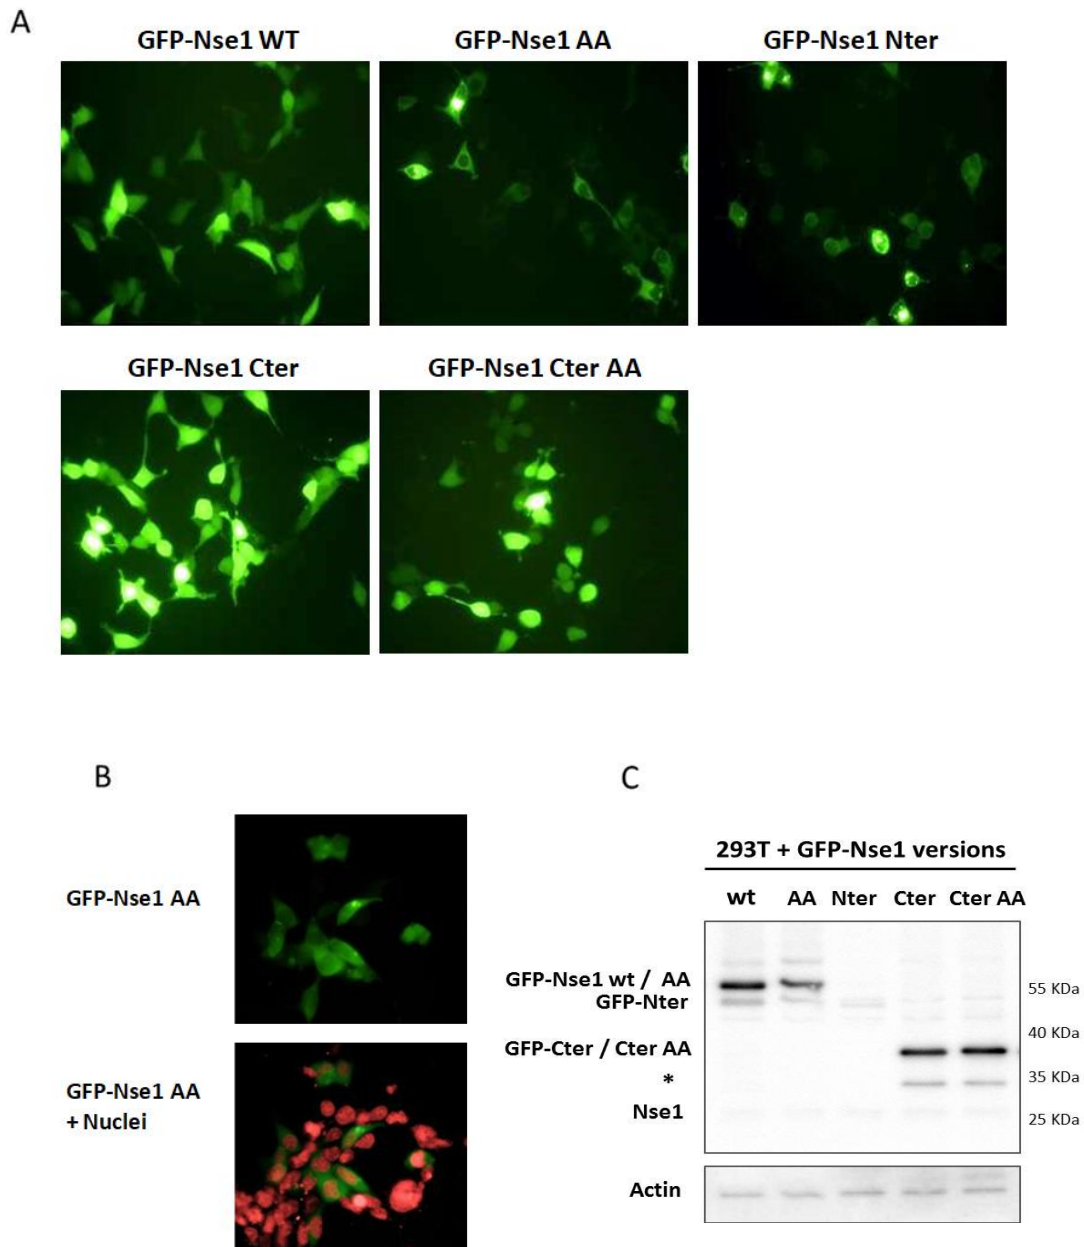 A
GFP-Nse1 WT
GFP-Nse1 AA
GFP-Nse1 Nter
GFP-Nse1 Cter
GFP-Nse1 Cter AA
B
GFP-Nse1 AA
GFP-Nse1 AA
+ Nuclei
C
293T + GFP-Nse1 versions
wt AA Nter Cter Cter AA
GFP-Nse1 wt / AA
GFP-Nter
GFP-Cter / Cter AA
*
Nse1
55 KDa
40 KDa
35 KDa
25 KDa
Actin